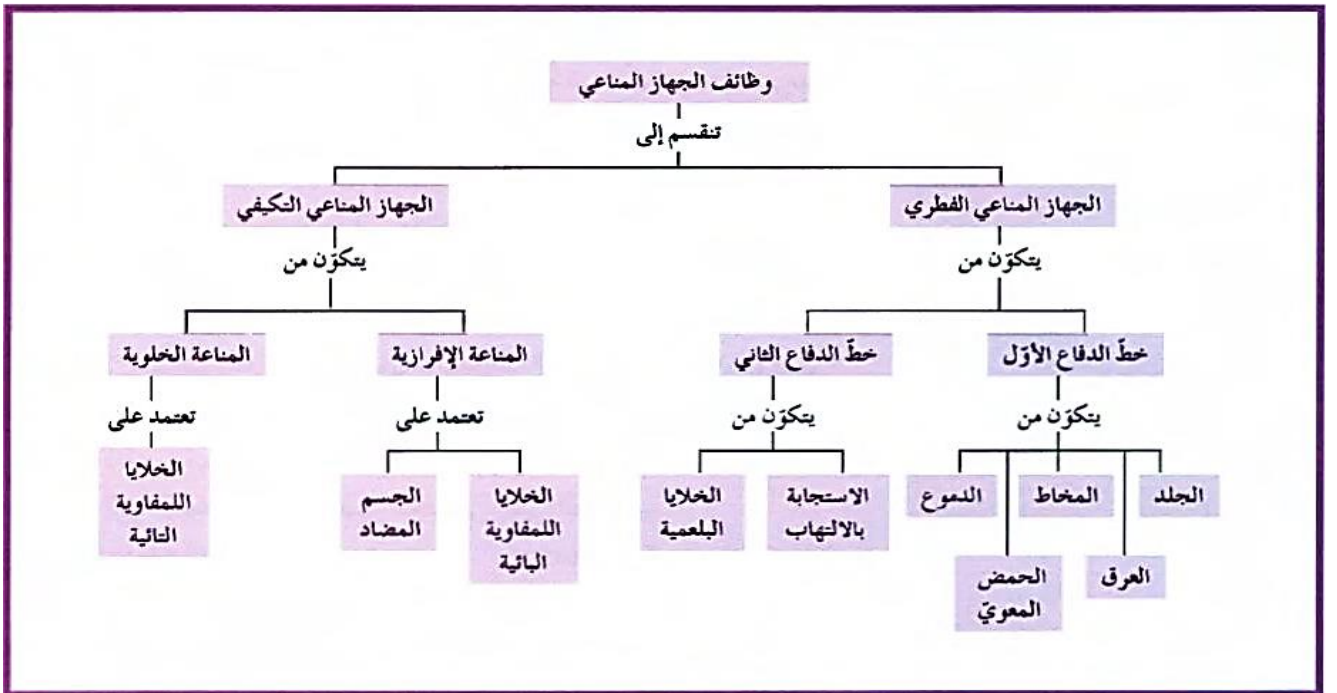 وظائف الجهاز المناعي
تنقسم إلى
الجهاز المناعي الفطري
الجهاز المناعي التكيفي
يتكوّن من
يتكوّن من
خطّ الدفاع الأوّل
خطّ الدفاع الثاني
المناعة الإفرازية
المناعة الخلوية
يتكوّن من
يتكوّن من
تعتمد على
تعتمد على
الجلد
المخاط
الدموع
العرق
الحمض
المعويّ
الاستجابة
بالالتهاب
الخلايا
البلعمية
الخلايا
اللمفاوية
البائية
الجسم
المضاد
الخلايا
اللمفاوية
التائية